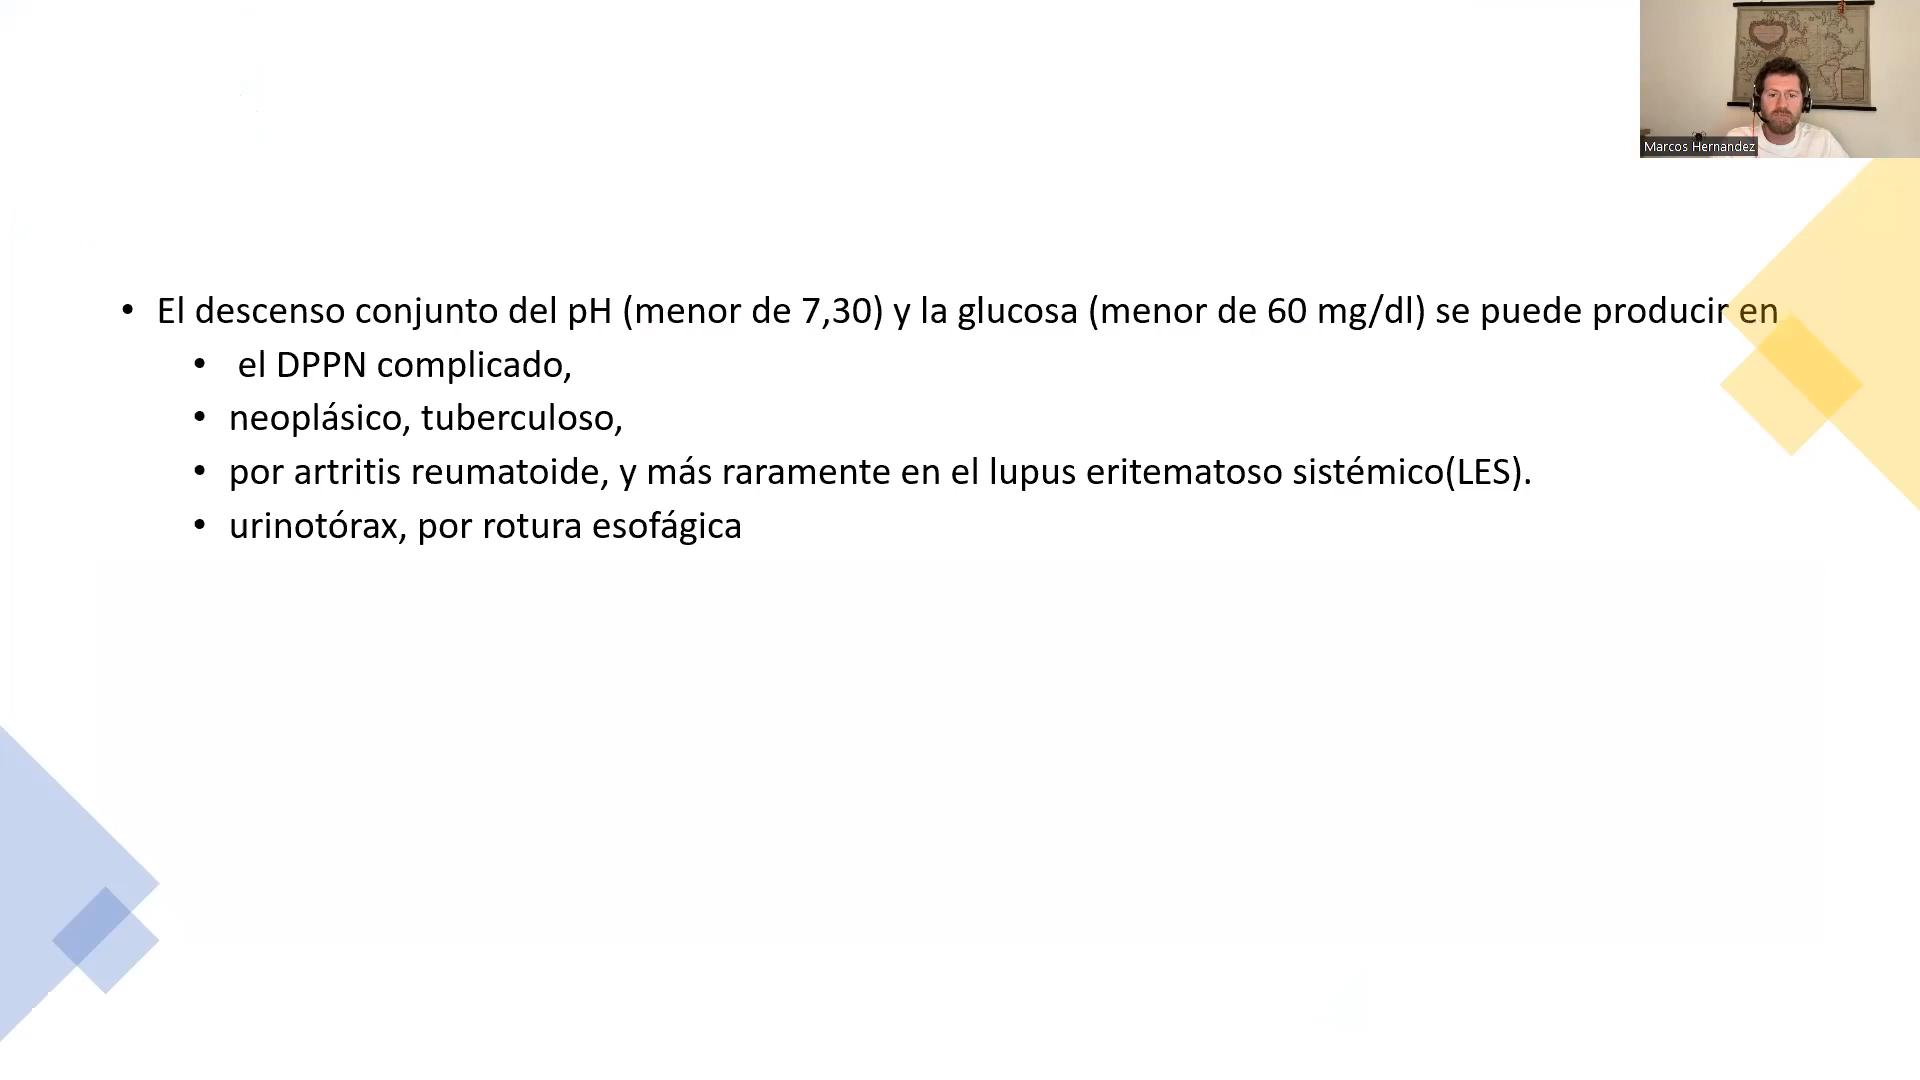 Marcos Hernandez
• El descenso conjunto del pH (menor de 7,30) y la glucosa (menor de 60 mg/dl) se puede producir en
• el DPPN complicado,
• neoplásico, tuberculoso,
• por artritis reumatoide, y más raramente en el lupus eritematoso sistémico(LES).
• urinotórax, por rotura esofágica